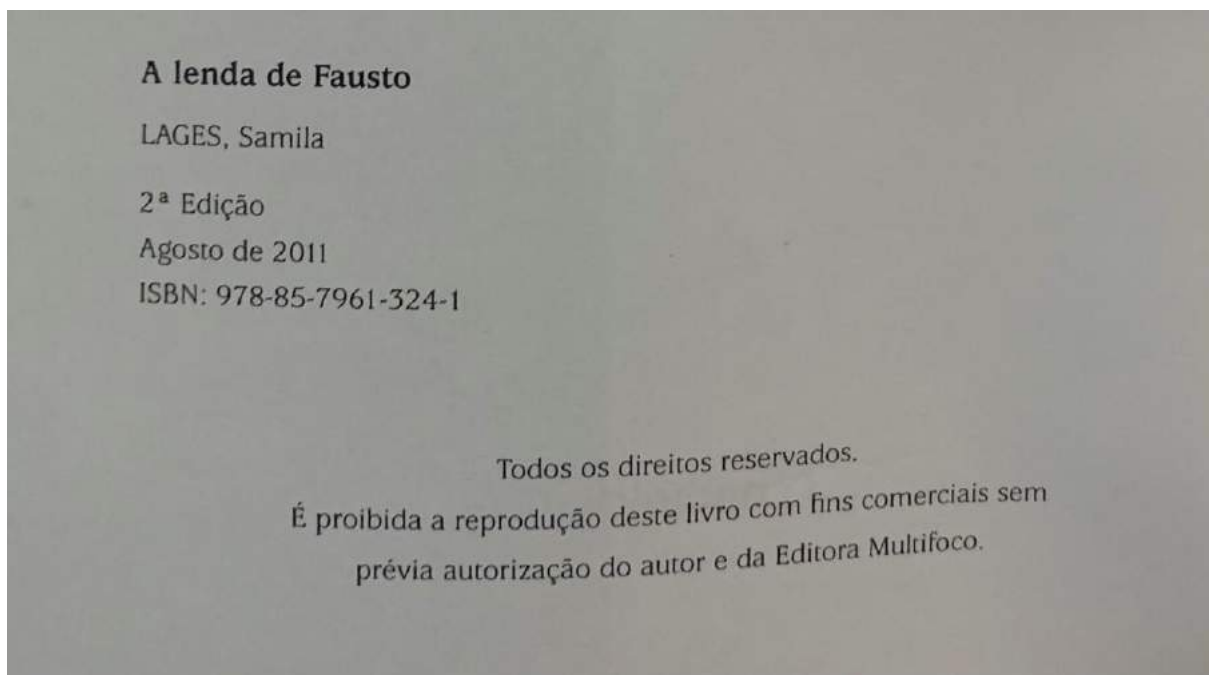 A lenda de Fausto
LAGES, Samila
2ª Edição
Agosto de 2011
ISBN: 978-85-7961-324-1
Todos os direitos reservados.
É proibida a reprodução deste livro com fins comerciais sem
prévia autorização do autor e da Editora Multifoco.